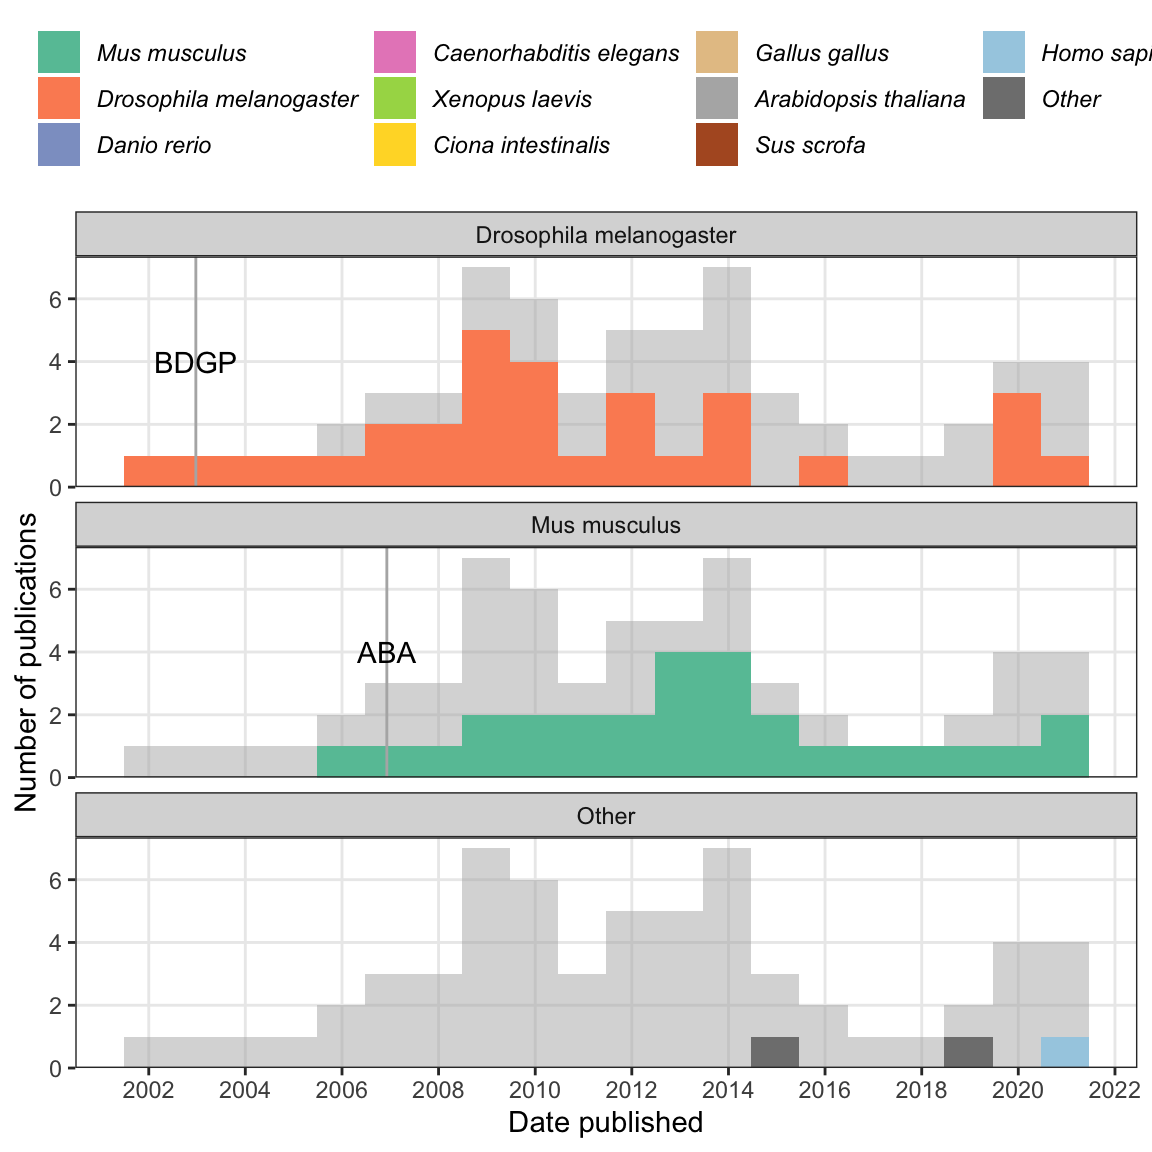 Mus musculus
Caenorhabditis elegans
Gallus gallus
Homo sapi
Drosophila melanogaster
Xenopus laevis
Arabidopsis thaliana
Other
Danio rerio
Ciona intestinalis
Sus scrofa
Drosophila melanogaster
6
4
2
0
BDGP
Mus musculus
6
4
2
0
ABA
Number of publications
Other
6
4
2
0
2002 2004 2006 2008 2010 2012 2014 2016 2018 2020 2022
Date published